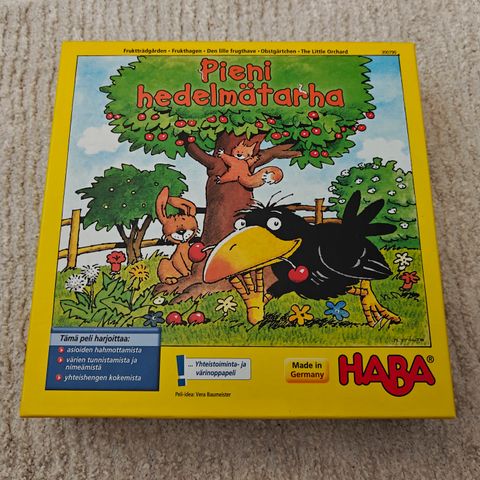 Fruktträdgården • Frukthagen • Den lille frugthave • Obstgärtchen • The Little Orchard
Pieni
hedelmätarha
Tämä peli harjoittaa:
asioiden hahmottamista
värien tunnistamista ja
nimeämistä
yhteishengen kokemista
! ... Yhteistoiminta- ja
värinoppapeli
Peli-idea: Vera Baumeister
Made in
Germany
HABA®